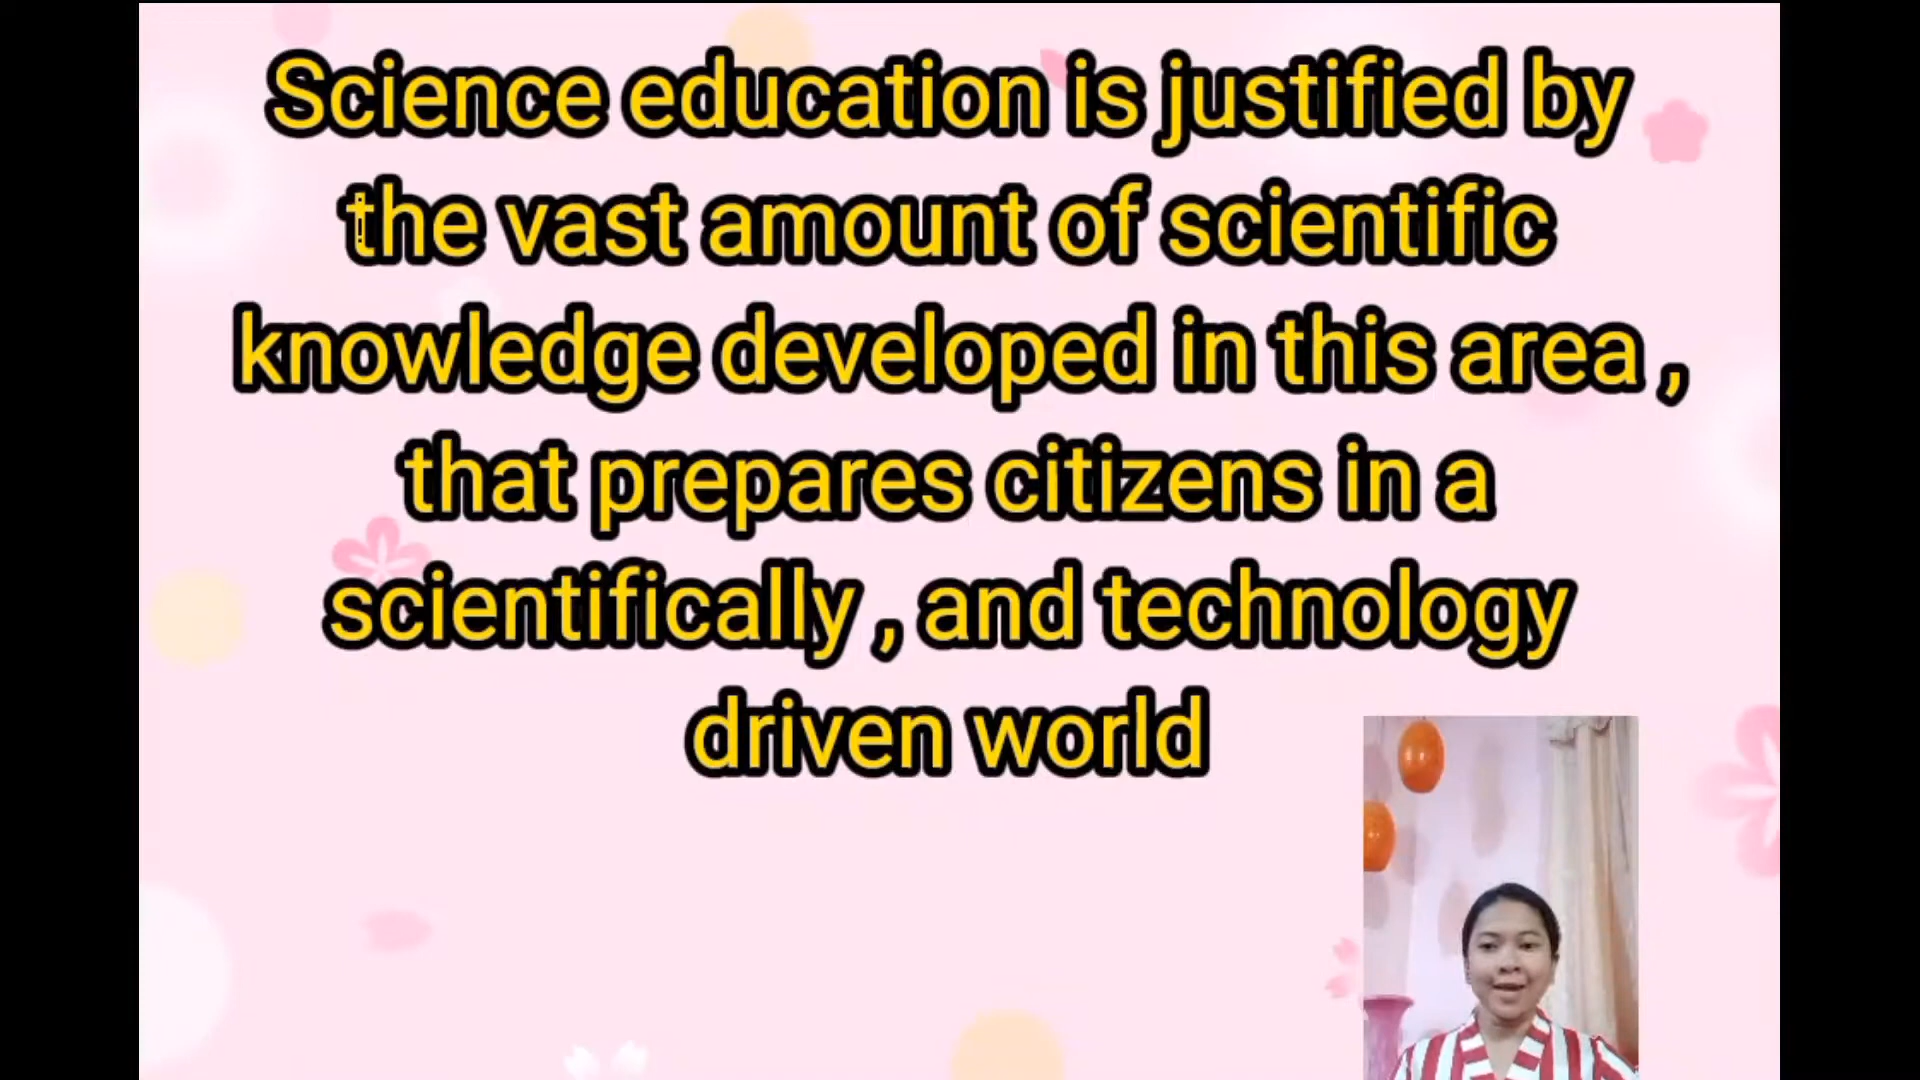 Science education is justified by
the vast amount of scientific
knowledge developed in this area ,
that prepares citizens in a
scientifically , and technology
driven world